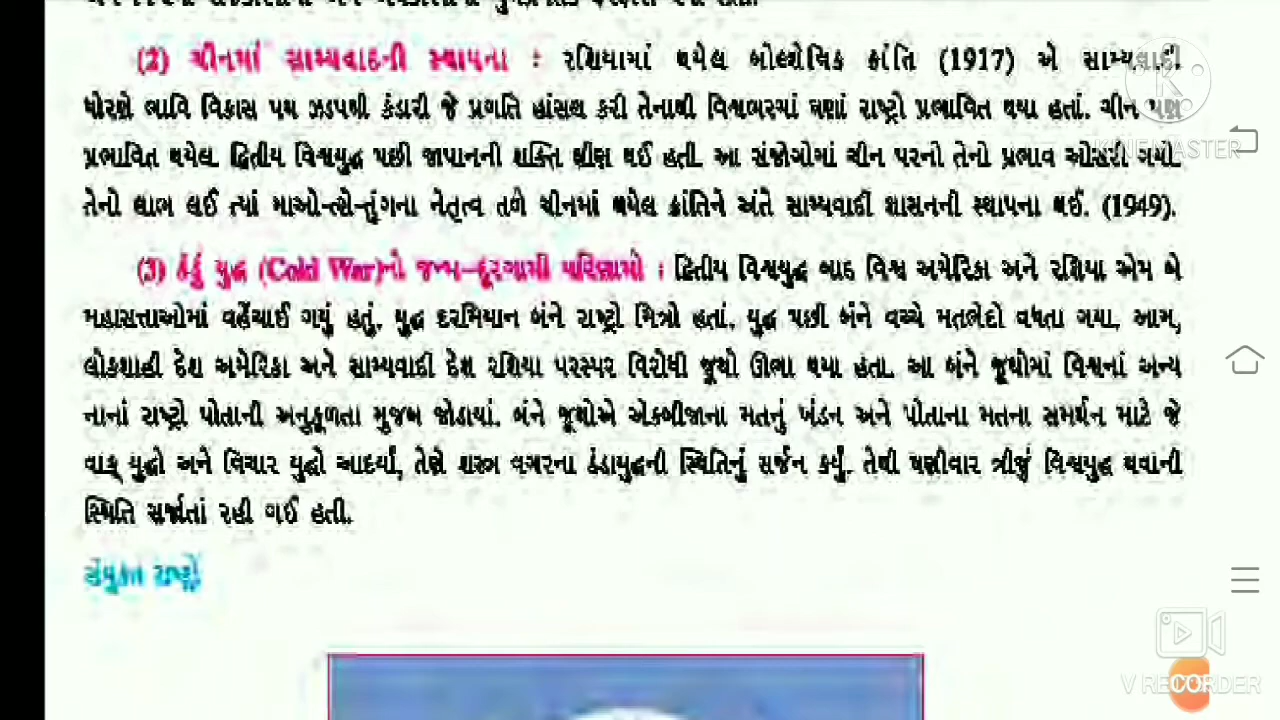 (2) ચીનમાં સામ્યવાદની સ્થાપના : રશિયામાં થયેલ બોલ્શેવિક ક્રાંતિ (1917) એ સામ્યવાદી
ધોરણે ભાવિ વિકાસ પથ ઝડપથી કંડારી જે પ્રગતિ હાંસલ કરી તેનાથી વિશ્વભરમાં ઘણાં રાષ્ટ્રો પ્રભાવિત થયા હતાં. ચીન પણ
પ્રભાવિત થયેલ. દ્વિતીય વિશ્વયુદ્ધ પછી જાપાનની શક્તિ ક્ષીણ થઈ હતી. આ સંજોગોમાં ચીન પરનો તેનો પ્રભાવ ઓસરી ગયો.
તેનો લાભ લઈ ત્યાં માઓ-ત્સે-તુંગના નેતૃત્વ તળે ચીનમાં થયેલ ક્રાંતિને અંતે સામ્યવાદી શાસનની સ્થાપના થઈ. (1949).
(3) ઠંડું યુદ્ધ (Cold War)નો જન્મ-દૂરગામી પરિણામો : દ્વિતીય વિશ્વયુદ્ધ બાદ વિશ્વ અમેરિકા અને રશિયા એમ બે
મહાસત્તાઓમાં વહેંચાઈ ગયું હતું. યુદ્ધ દરમિયાન બંને રાષ્ટ્રો મિત્રો હતાં. યુદ્ધ પછી બંને વચ્ચે મતભેદો વધતા ગયા. આમ,
લોકશાહી દેશ અમેરિકા અને સામ્યવાદી દેશ રશિયા પરસ્પર વિરોધી જૂથો ઊભા થયા હતા. આ બંને જૂથોમાં વિશ્વનાં અન્ય
નાનાં રાષ્ટ્રો પોતાની અનુકૂળતા મુજબ જોડાયાં. બંને જૂથોએ એકબીજાના મતનું ખંડન અને પોતાના મતના સમર્થન માટે જે
વાક્ યુદ્ધો અને વિચાર યુદ્ધો આદર્યા, તેણે શસ્ત્ર વગરના ઠંડાયુદ્ધની સ્થિતિનું સર્જન કર્યું. તેથી ઘણીવાર ત્રીજું વિશ્વયુદ્ધ થવાની
સ્થિતિ સર્જાતાં રહી ગઈ હતી.
સંયુક્ત રાષ્ટ્રો
KINEMASTER
V RECORDER